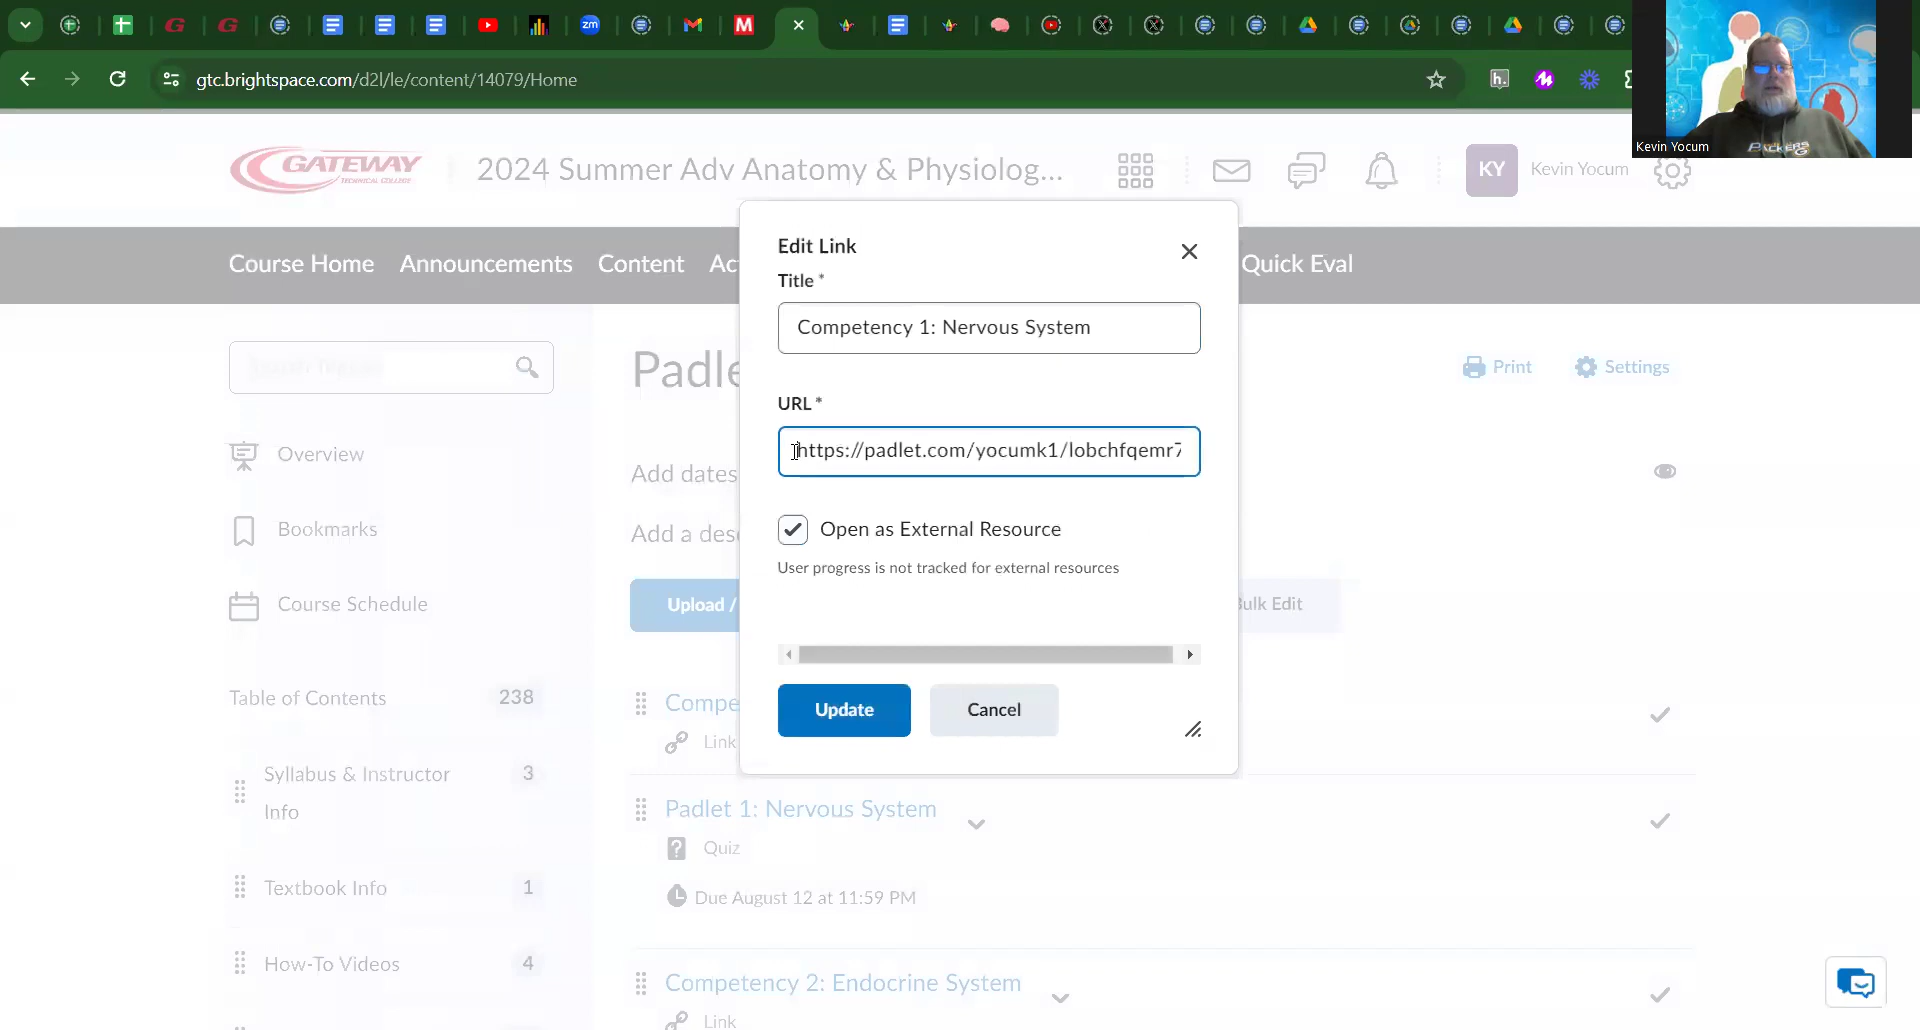 gtc.brightspace.com/d2l/le/content/14079/Home
Kevin Yocum
PACKERS
GATEWAY
TECHNICAL COLLEGE
2024 Summer Adv Anatomy & Physiolog...
KY
Kevin Yocum
Course Home
Announcements
Content
Act
Quick Eval
Edit Link
Title *
Competency 1: Nervous System
URL *
https://padlet.com/yocumk1/lobchfqemr7
Open as External Resource
User progress is not tracked for external resources
Update
Cancel
Padle
Print
Settings
Add dates
Add a des
Upload /
Bulk Edit
Overview
Bookmarks
Course Schedule
Table of Contents 238
Syllabus & Instructor
Info
3
Textbook Info 1
How-To Videos 4
Compe
Link
Padlet 1: Nervous System
Quiz
Due August 12 at 11:59 PM
Competency 2: Endocrine System
Link